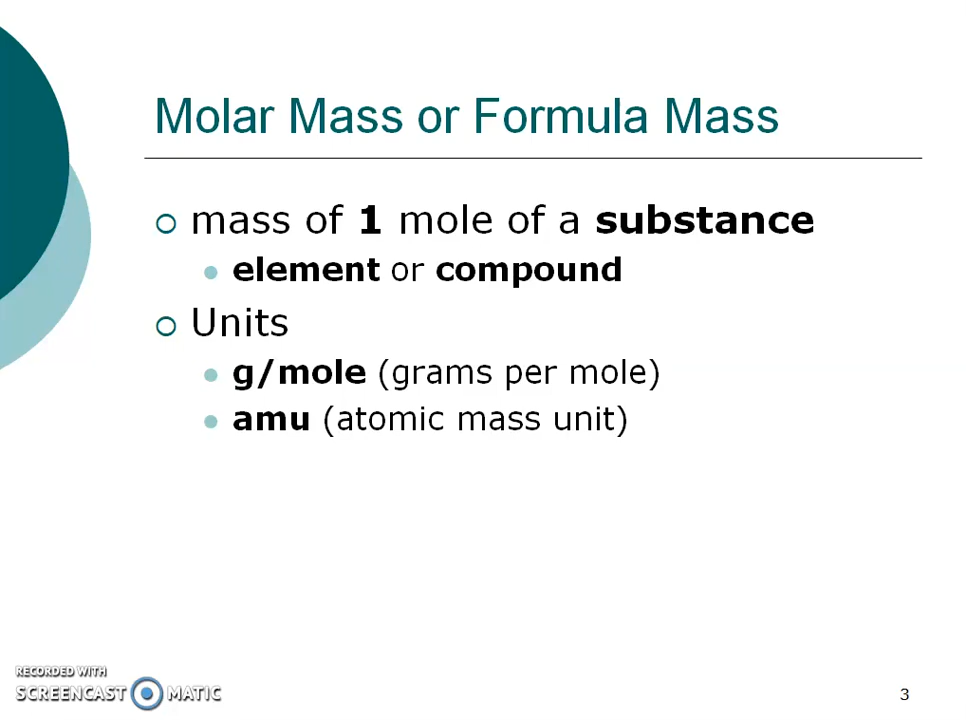 Molar Mass or Formula Mass
mass of 1 mole of a substance
element or compound
Units
g/mole (grams per mole)
amu (atomic mass unit)
RECORDED WITH
SCREENCAST MATIC
3